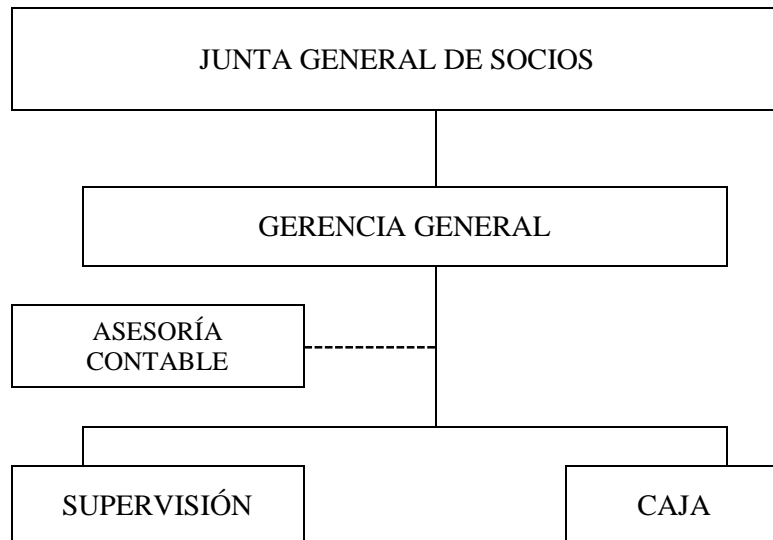 JUNTA GENERAL DE SOCIOS
GERENCIA GENERAL
ASESORÍA
CONTABLE
SUPERVISIÓN
CAJA